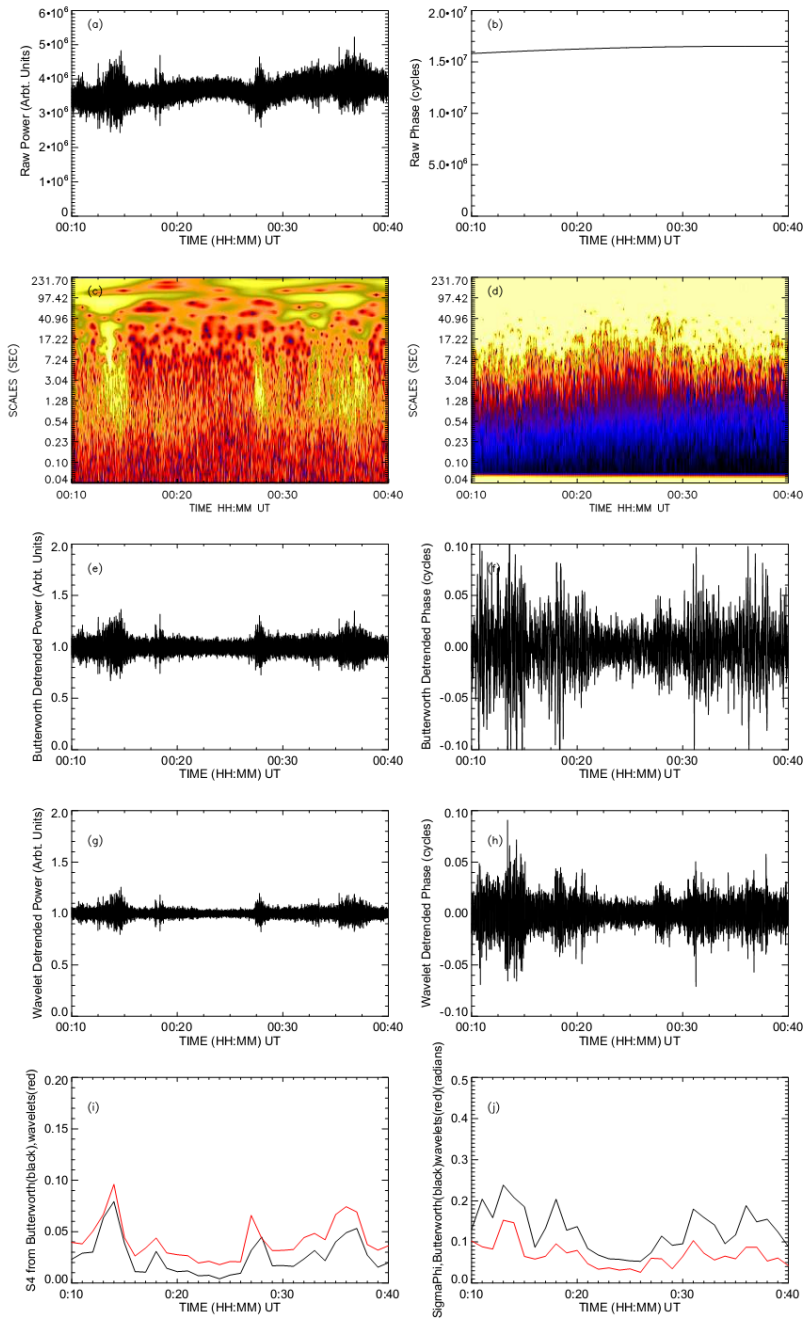 (a)
Raw Power (Arbt. Units)
6•10⁶
5•10⁶
4•10⁶
3•10⁶
2•10⁶
1•10⁶
0
00:10 00:20 00:30 00:40
TIME (HH:MM) UT
(b)
Raw Phase (cycles)
2.0•10⁷
1.5•10⁷
1.0•10⁷
5.0•10⁶
0
00:10 00:20 00:30 00:40
TIME (HH:MM) UT
(c)
SCALES (SEC)
231.70
97.42
40.96
17.22
7.24
3.04
1.28
0.54
0.23
0.10
0.04
00:10 00:20 00:30 00:40
TIME HH:MM UT
(d)
SCALES (SEC)
231.70
97.42
40.96
17.22
7.24
3.04
1.28
0.54
0.23
0.10
0.04
00:10 00:20 00:30 00:40
TIME HH:MM UT
(e)
Butterworth Detrended Power (Arbt. Units)
2.0
1.5
1.0
0.5
0.0
00:10 00:20 00:30 00:40
TIME (HH:MM) UT
(f)
Butterworth Detrended Phase (cycles)
0.10
0.05
0.00
-0.05
-0.10
00:10 00:20 00:30 00:40
TIME (HH:MM) UT
(g)
Wavelet Detrended Power (Arbt. Units)
2.0
1.5
1.0
0.5
0.0
00:10 00:20 00:30 00:40
TIME (HH:MM) UT
(h)
Wavelet Detrended Phase (cycles)
0.10
0.05
0.00
-0.05
-0.10
00:10 00:20 00:30 00:40
TIME (HH:MM) UT
(i)
S4 from Butterworth(black),wavelets(red)
0.20
0.15
0.10
0.05
0.00
0:10 0:20 0:30 0:40
TIME (HH:MM) UT
(j)
SigmaPhi,Butterworth(black)wavelets(red)(radians)
0.5
0.4
0.3
0.2
0.1
0.0
0:10 0:20 0:30 0:40
TIME (HH:MM) UT